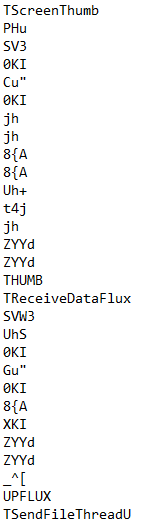 TScreenThumb
PHu
SV3
0KI
Cu"
0KI
jh
jh
8{A
8{A
Uh+
t4j
jh
ZYYd
ZYYd
THUMB
TReceiveDataFlux
SVW3
UhS
0KI
Gu"
0KI
8{A
XKI
ZYYd
ZYYd
_^[
UPFLUX
TSendFileThreadU